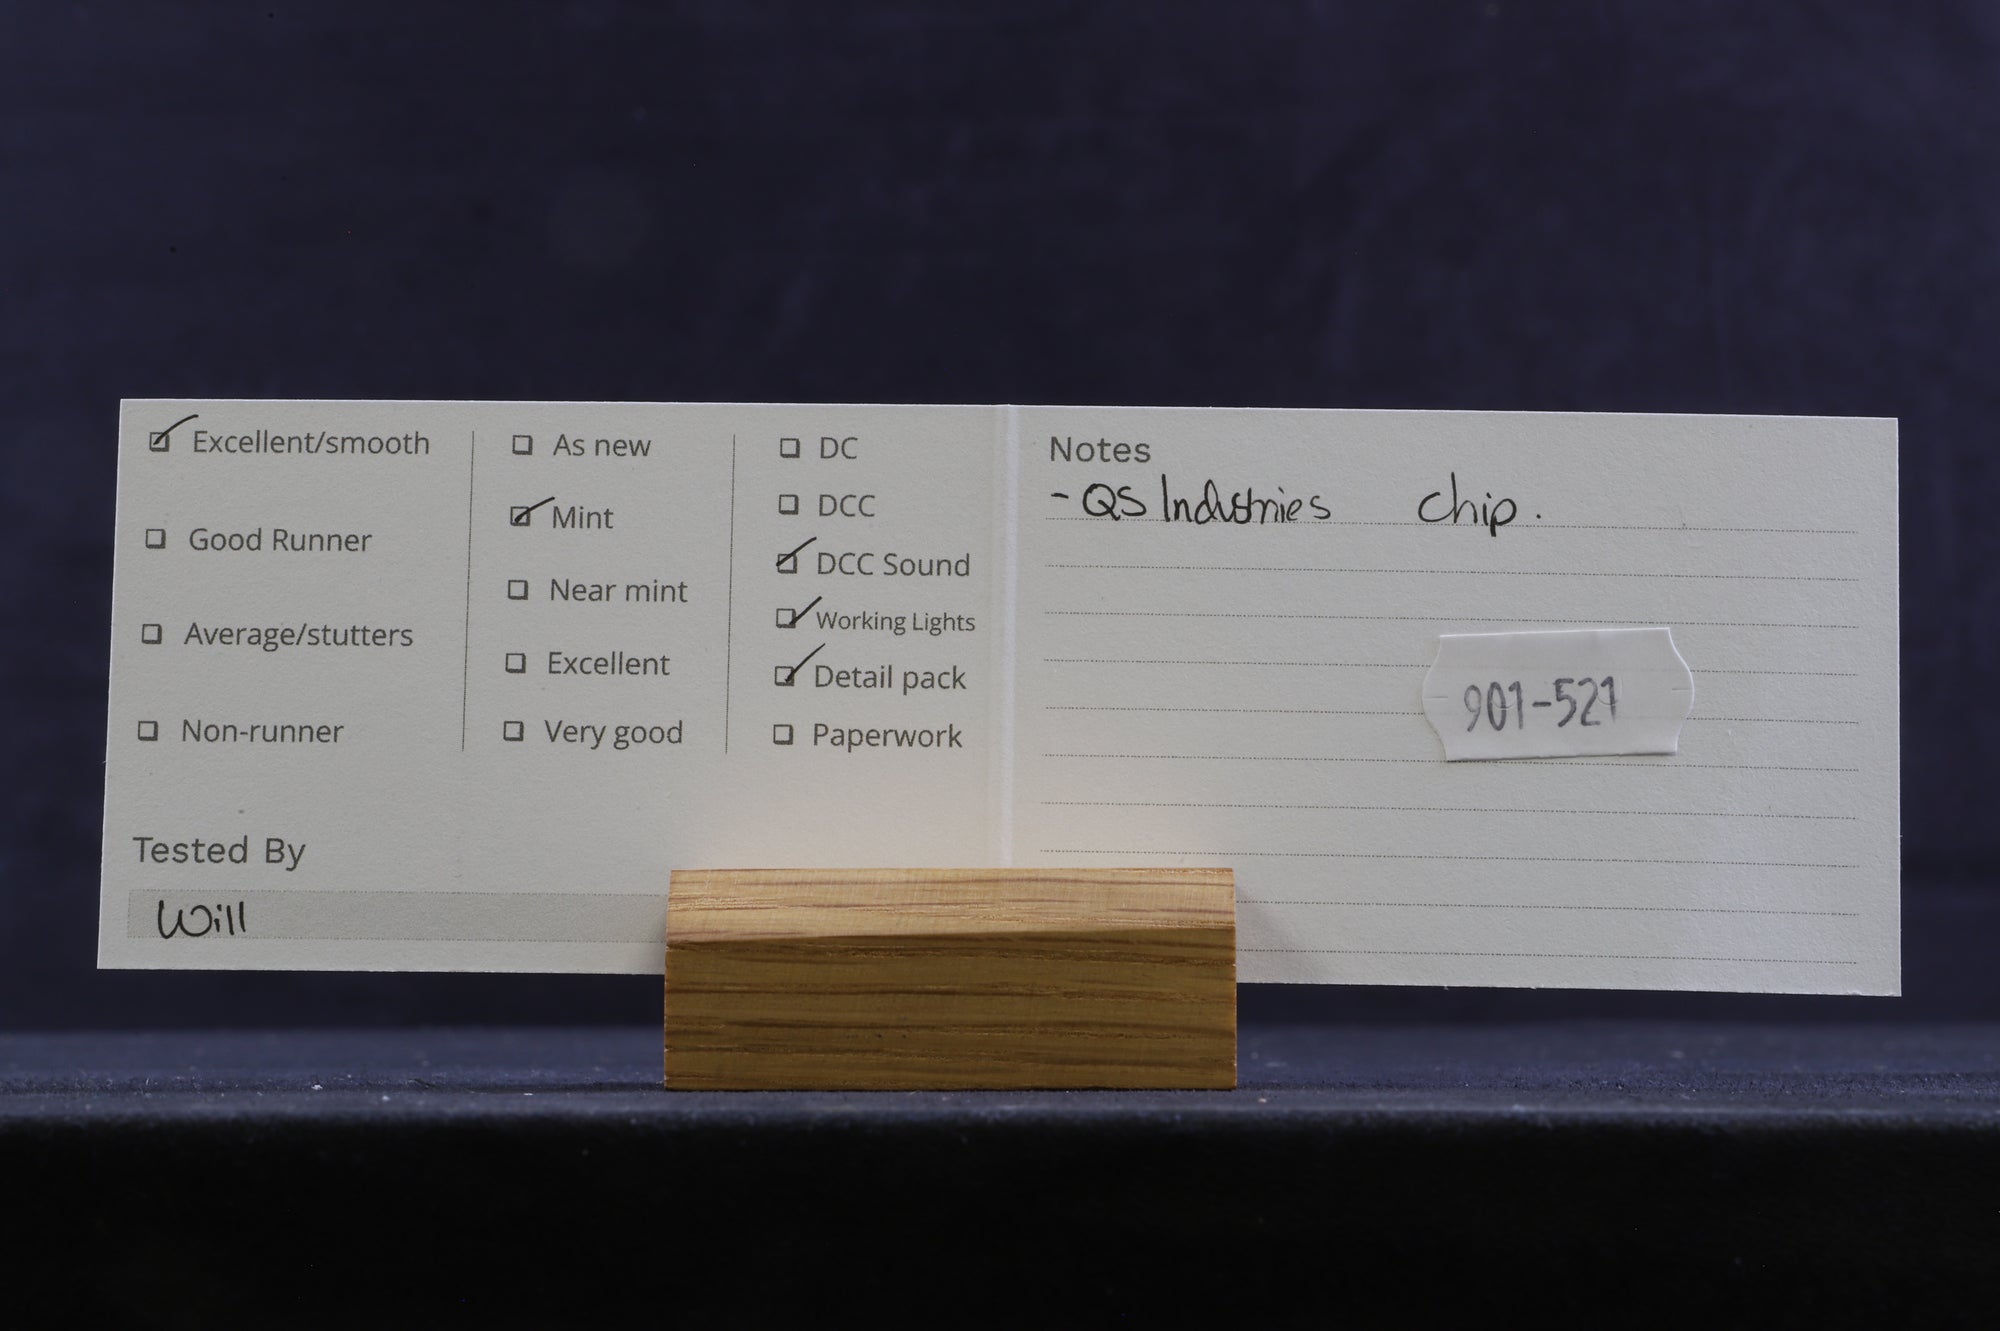 Excellent/smooth
Good Runner
Average/stutters
Non-runner
As new
Mint
Near mint
Excellent
Very good
DC
DCC
DCC Sound
Working Lights
Detail pack
Paperwork
Tested By
Will
Notes
- QS Industries chip.
901-521